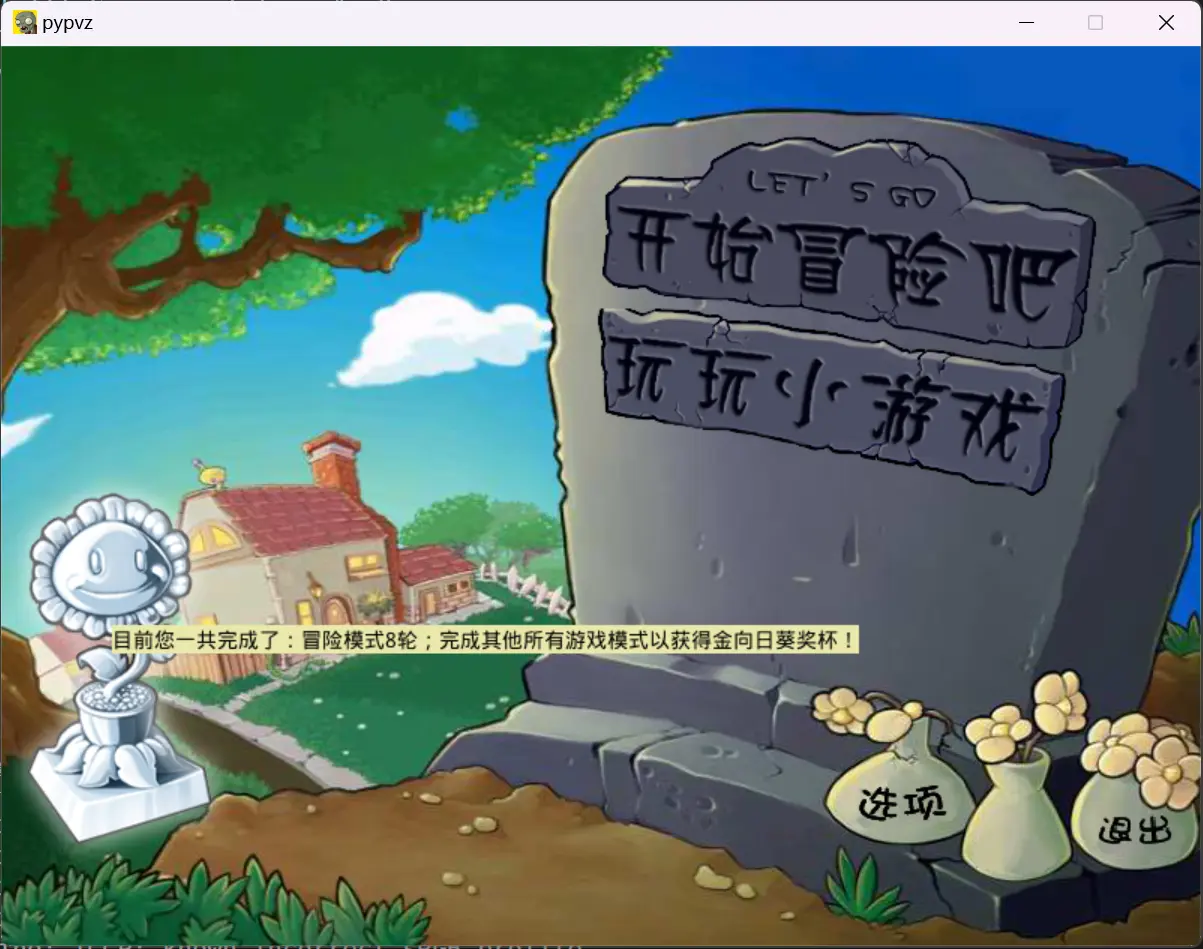 pypvz
LET'S GO
开始冒险吧
玩玩小游戏
目前您一共完成了：冒险模式8轮；完成其他所有游戏模式以获得金向日葵奖杯！
选项
退出